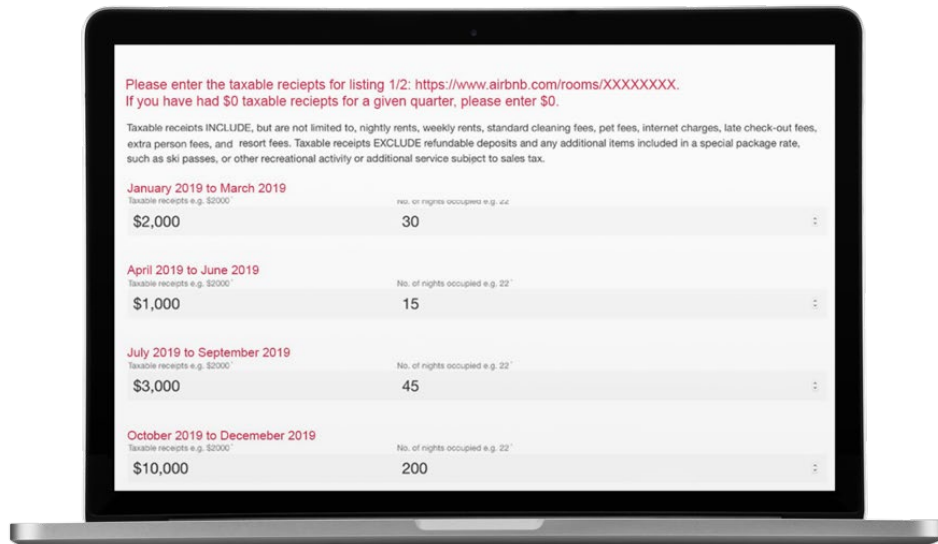 Please enter the taxable reciepts for listing 1/2: https://www.airbnb.com/rooms/XXXXXXXX.
If you have had $0 taxable reciepts for a given quarter, please enter $0.
Taxable receipts INCLUDE, but are not limited to, nightly rents, weekly rents, standard cleaning fees, pet fees, internet charges, late check-out fees,
extra person fees, and resort fees. Taxable receipts EXCLUDE refundable deposits and any additional items included in a special package rate,
such as ski passes, or other recreational activity or additional service subject to sales tax.
January 2019 to March 2019
Taxable receipts e.g. $2000* No. of nights occupied e.g. 22
$2,000 30
April 2019 to June 2019
Taxable receipts e.g. $2000* No. of nights occupied e.g. 22*
$1,000 15
July 2019 to September 2019
Taxable receipts e.g. $2000* No. of nights occupied e.g. 22*
$3,000 45
October 2019 to Decemeber 2019
Taxable receipts e.g. $2000* No. of nights occupied e.g. 22*
$10,000 200